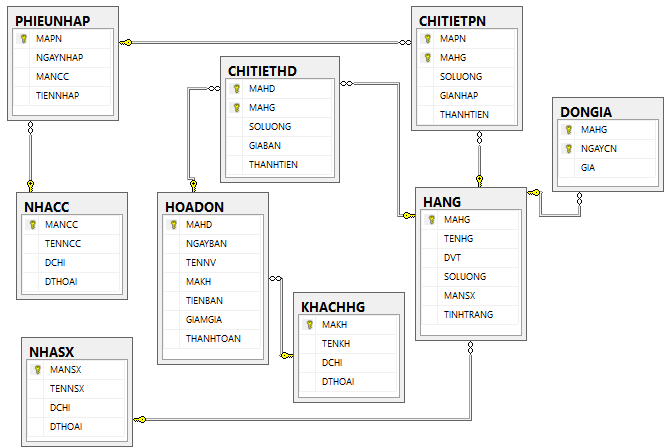 PHIEUNHAP
MAPN
NGAYNHAP
MANCC
TIENNHAP
CHITIETPN
MAPN
MAHG
SOLUONG
GIANHAP
THANHTIEN
CHITIETHD
MAHD
MAHG
SOLUONG
GIABAN
THANHTIEN
DONGIA
MAHG
NGAYCN
GIA
NHACC
MANCC
TENNCC
DCHI
DTHOAI
HOADON
MAHD
NGAYBAN
TENNV
MAKH
TIENBAN
GIAMGIA
THANHTOAN
HANG
MAHG
TENHG
DVT
SOLUONG
MANSX
TINHTRANG
KHACHHG
MAKH
TENKH
DCHI
DTHOAI
NHASX
MANSX
TENNSX
DCHI
DTHOAI